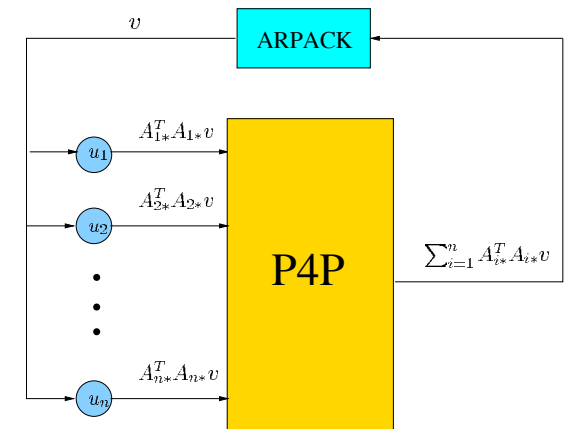 v
ARPACK
A_{1*}^T A_{1*} v
u_1
A_{2*}^T A_{2*} v
u_2
P4P
\sum_{i=1}^n A_{i*}^T A_{i*} v
A_{n*}^T A_{n*} v
u_n